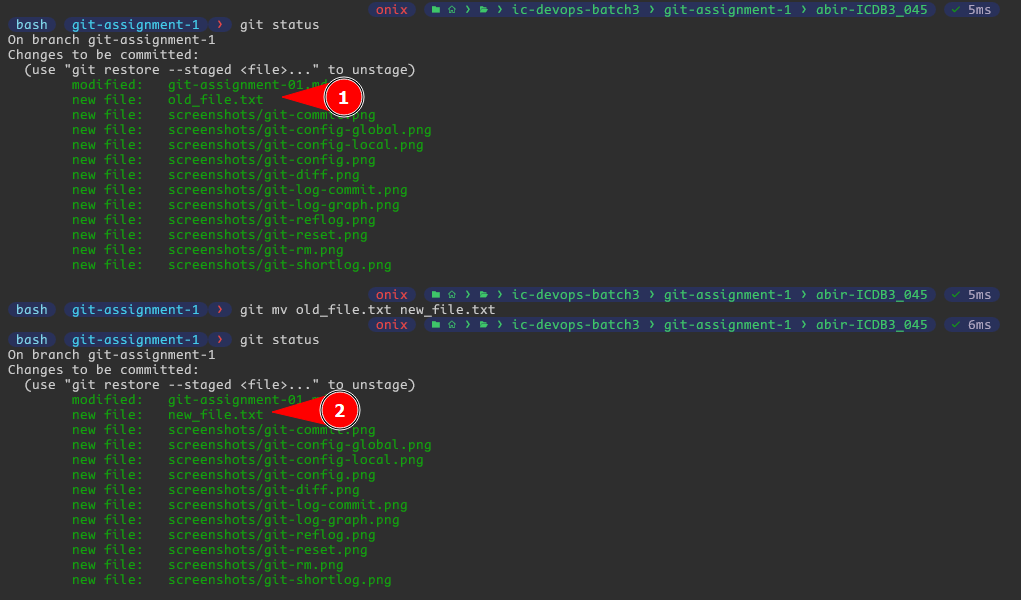 onix ic-devops-batch3 › git-assignment-1 › abir-ICDB3_045 ✓ 5ms
bash git-assignment-1 › git status
On branch git-assignment-1
Changes to be committed:
(use "git restore --staged <file>..." to unstage)
modified: git-assignment-01.md
new file: old_file.txt 1
new file: screenshots/git-commit.png
new file: screenshots/git-config-global.png
new file: screenshots/git-config-local.png
new file: screenshots/git-config.png
new file: screenshots/git-diff.png
new file: screenshots/git-log-commit.png
new file: screenshots/git-log-graph.png
new file: screenshots/git-reflog.png
new file: screenshots/git-reset.png
new file: screenshots/git-rm.png
new file: screenshots/git-shortlog.png
onix ic-devops-batch3 › git-assignment-1 › abir-ICDB3_045 ✓ 5ms
bash git-assignment-1 › git mv old_file.txt new_file.txt
onix ic-devops-batch3 › git-assignment-1 › abir-ICDB3_045 ✓ 6ms
bash git-assignment-1 › git status
On branch git-assignment-1
Changes to be committed:
(use "git restore --staged <file>..." to unstage)
modified: git-assignment-01.md
new file: new_file.txt 2
new file: screenshots/git-commit.png
new file: screenshots/git-config-global.png
new file: screenshots/git-config-local.png
new file: screenshots/git-config.png
new file: screenshots/git-diff.png
new file: screenshots/git-log-commit.png
new file: screenshots/git-log-graph.png
new file: screenshots/git-reflog.png
new file: screenshots/git-reset.png
new file: screenshots/git-rm.png
new file: screenshots/git-shortlog.png